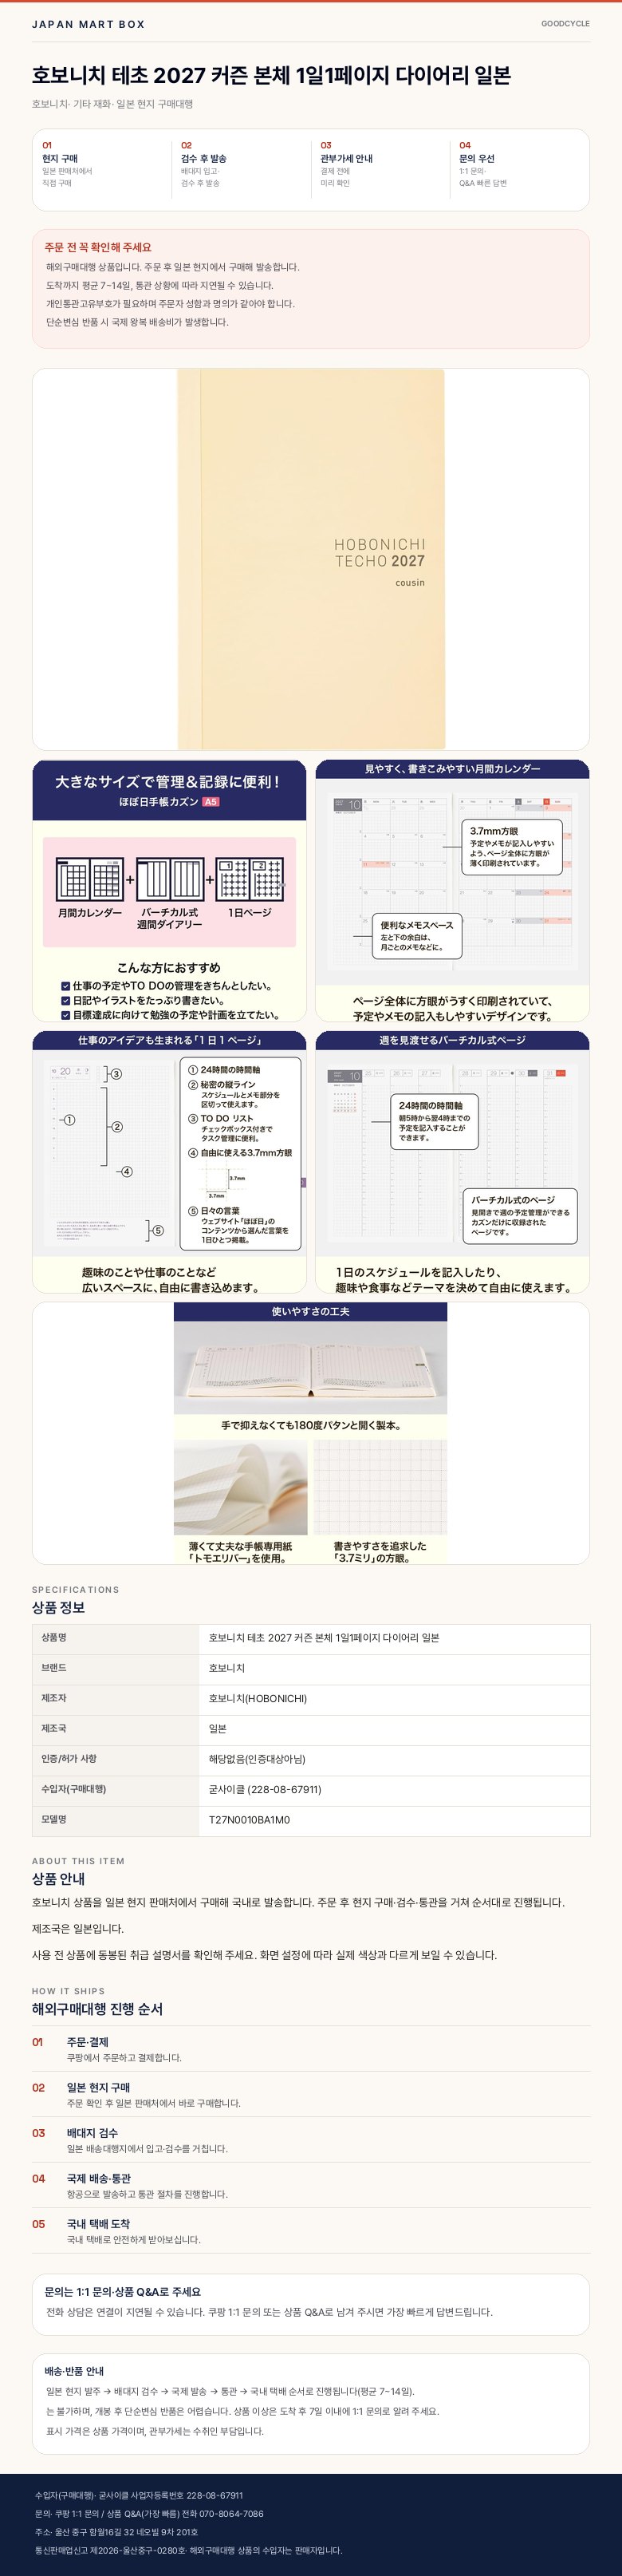 JAPAN MART BOX
GOODCYCLE
호보니치 테초 2027 커즌 본체 1일1페이지 다이어리 일본
호보니치· 기타 재화· 일본 현지 구매대행
01
현지 구매
일본 판매처에서
직접 구매
02
검수 후 발송
배대지 입고·
검수 후 발송
03
관부가세 안내
결제 전에
미리 확인
04
문의 우선
1:1 문의·
Q&A 빠른 답변
주문 전 꼭 확인해 주세요
해외구매대행 상품입니다. 주문 후 일본 현지에서 구매해 발송합니다.
도착까지 평균 7~14일, 통관 상황에 따라 지연될 수 있습니다.
개인통관고유부호가 필요하며 주문자 성함과 명의가 같아야 합니다.
단순변심 반품 시 국제 왕복 배송비가 발생합니다.
HOBONICHI
TECHO 2027
cousin
大きなサイズで管理&記録に便利!
ほぼ日手帳カズン A5
月間カレンダー
バーチカル式
週間ダイアリー
1日ページ
こんな方におすすめ
仕事の予定やTO DOの管理をきちんとしたい。
日記やイラストをたっぷり書きたい。
目標達成に向けて勉強の予定や計画を立てたい。
見やすく、書きこみやすい月間カレンダー
10
3.7mm方眼
予定やメモが記入しやすい
よう、ページ全体に方眼が
薄く印刷されています。
便利なメモスペース
左と下の余白は、
月ごとのメモなどに。
ページ全体に方眼がうすく印刷されていて、
予定やメモの記入もしやすいデザインです。
仕事のアイデアも生まれる「1日1ページ」
① 24時間の時間軸
② 秘密の縦ライン
スケジュールとメモ部分を
区切って使えます。
③ TO DO リスト
チェックボックス付きで
タスク管理に便利。
④ 自由に使える3.7mm方眼
3.7mm
3.7mm
⑤ 日々の言葉
ウェブサイト「ほぼ日」の
コンテンツから選んだ言葉を
1日ひとつ掲載。
趣味のことや仕事のことなど
広いスペースに、自由に書き込めます。
週を見渡せるバーチカル式ページ
10
24時間の時間軸
朝5時から翌4時までの
予定を記入することが
できます。
バーチカル式のページ
見開きで週の予定管理ができる
カズンだけに収録された
ページです。
1日のスケジュールを記入したり、
趣味や食事などテーマを決めて自由に使えます。
使いやすさの工夫
手で抑えなくても180度パタンと開く製本。
薄くて丈夫な手帳専用紙
「トモエリバー」を使用。
書きやすさを追求した
「3.7ミリ」の方眼。
SPECIFICATIONS
상품 정보
상품명 호보니치 테초 2027 커즌 본체 1일1페이지 다이어리 일본
브랜드 호보니치
제조자 호보니치(HOBONICHI)
제조국 일본
인증/허가 사항 해당없음(인증대상아님)
수입자(구매대행) 굳사이클 (228-08-67911)
모델명 T27N0010BA1M0
ABOUT THIS ITEM
상품 안내
호보니치 상품을 일본 현지 판매처에서 구매해 국내로 발송합니다. 주문 후 현지 구매·검수·통관을 거쳐 순서대로 진행됩니다.
제조국은 일본입니다.
사용 전 상품에 동봉된 취급 설명서를 확인해 주세요. 화면 설정에 따라 실제 색상과 다르게 보일 수 있습니다.
HOW IT SHIPS
해외구매대행 진행 순서
01 주문·결제
쿠팡에서 주문하고 결제합니다.
02 일본 현지 구매
주문 확인 후 일본 판매처에서 바로 구매합니다.
03 배대지 검수
일본 배송대행지에서 입고·검수를 거칩니다.
04 국제 배송·통관
항공으로 발송하고 통관 절차를 진행합니다.
05 국내 택배 도착
국내 택배로 안전하게 받아보십니다.
문의는 1:1 문의·상품 Q&A로 주세요
전화 상담은 연결이 지연될 수 있습니다. 쿠팡 1:1 문의 또는 상품 Q&A로 남겨 주시면 가장 빠르게 답변드립니다.
배송·반품 안내
일본 현지 발주 → 배대지 검수 → 국제 발송 → 통관 → 국내 택배 순서로 진행됩니다(평균 7~14일).
는 불가하며, 개봉 후 단순변심 반품은 어렵습니다. 상품 이상은 도착 후 7일 이내에 1:1 문의로 알려 주세요.
표시 가격은 상품 가격이며, 관부가세는 수취인 부담입니다.
수입자(구매대행)· 굳사이클 사업자등록번호 228-08-67911
문의· 쿠팡 1:1 문의 / 상품 Q&A(가장 빠름) 전화 070-8064-7086
주소· 울산 중구 함월16길 32 네오빌 9차 201호
통신판매업신고 제2026-울산중구-0280호· 해외구매대행 상품의 수입자는 판매자입니다.